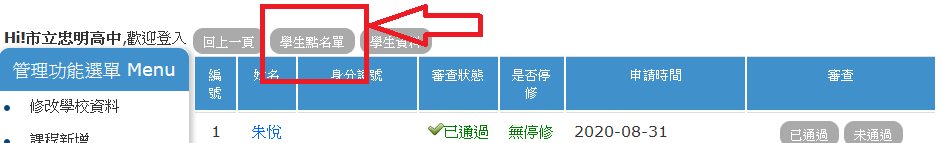 Hi!市立忠明高中,歡迎登入
回上一頁 學生點名單 學生資料
管理功能選單 Menu
修改學校資料
課程新增
編號 姓名 身分證號 審查狀態 是否停修 申請時間 審查
1 朱悅 已通過 無停修 2020-08-31 已通過 未通過